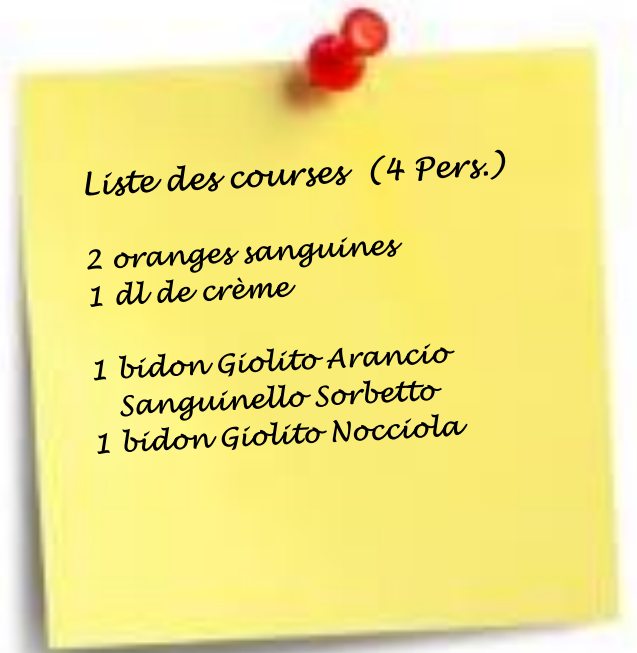 Liste des courses (4 Pers.)
2 oranges sanguines
1 dl de crème
1 bidon Giolito Arancio
Sanguinello Sorbetto
1 bidon Giolito Nocciola